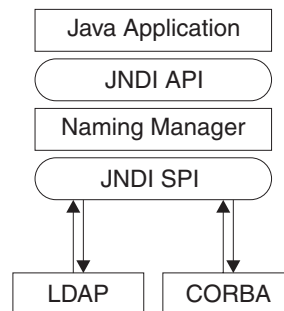 Java Application
JNDI API
Naming Manager
JNDI SPI
LDAP
CORBA